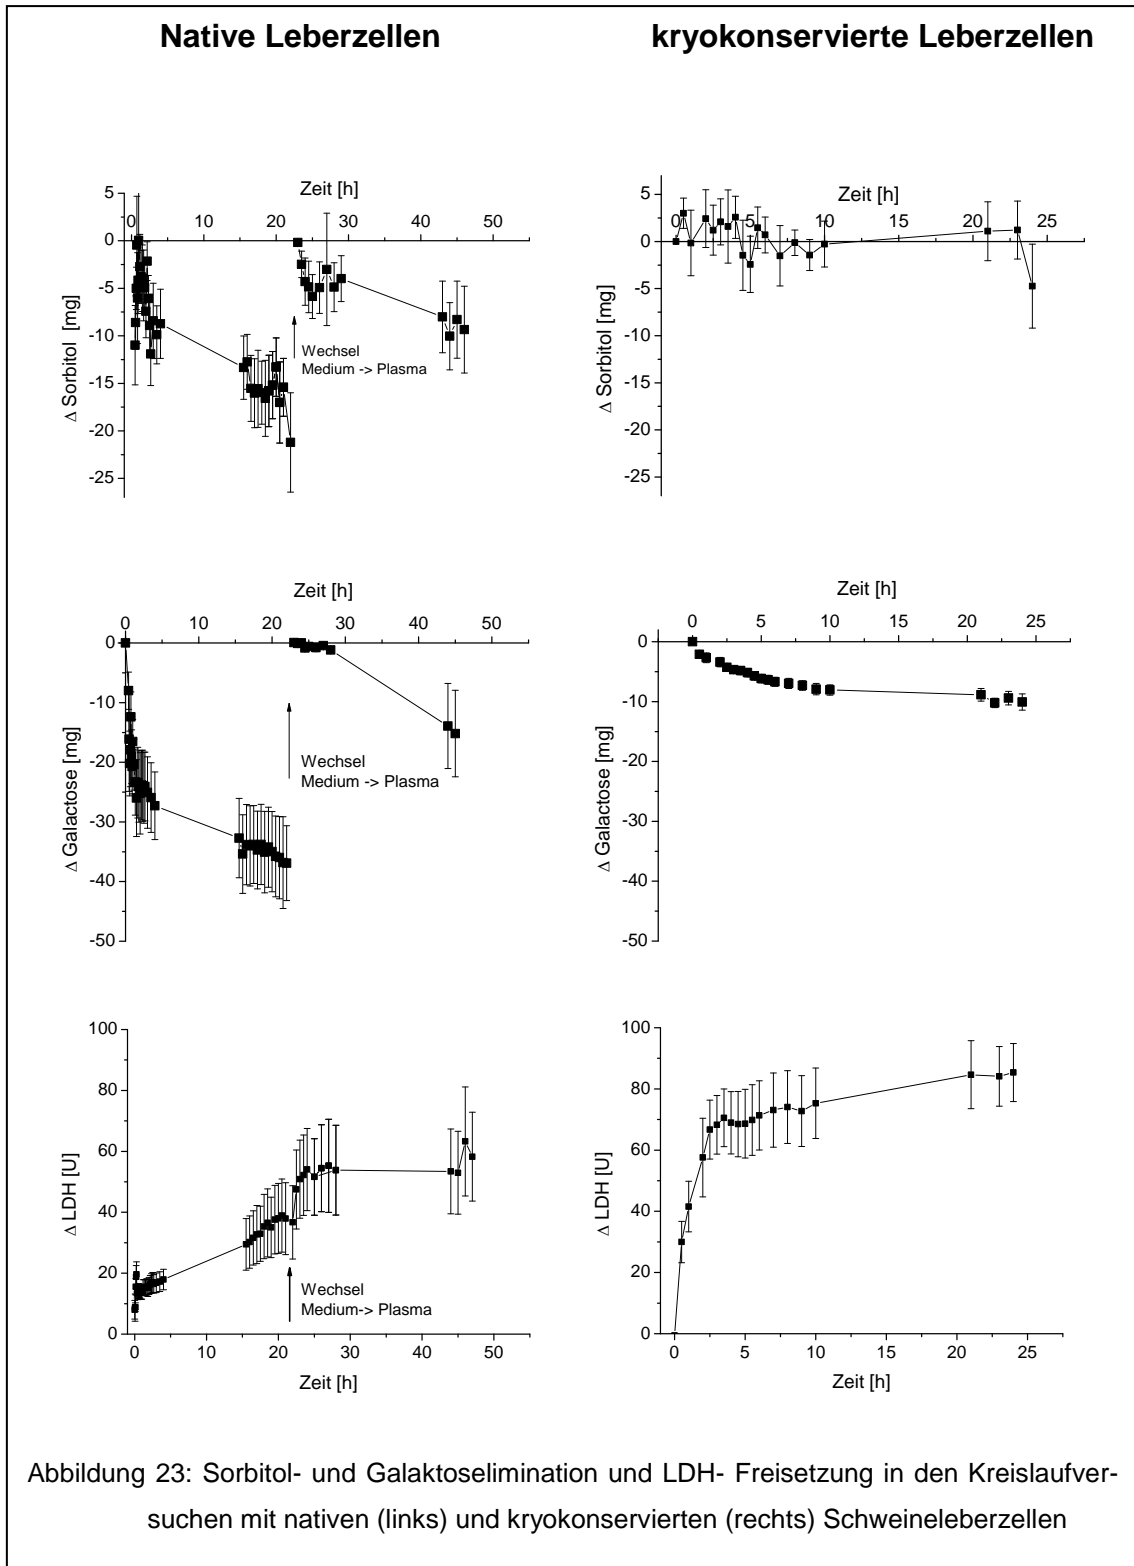 Native Leberzellen
kryokonservierte Leberzellen
Zeit [h]
0 10 20 30 40 50
5
0
-5
-10
-15
-20
-25
Δ Sorbitol [mg]
Wechsel
Medium -> Plasma
Zeit [h]
0 5 10 15 20 25
5
0
-5
-10
-15
-20
-25
Δ Sorbitol [mg]
Zeit [h]
0 10 20 30 40 50
0
-10
-20
-30
-40
-50
Δ Galactose [mg]
Wechsel
Medium -> Plasma
Zeit [h]
0 5 10 15 20 25
0
-10
-20
-30
-40
-50
Δ Galactose [mg]
100
80
60
40
20
0
Δ LDH [U]
Wechsel
Medium-> Plasma
0 10 20 30 40 50
Zeit [h]
100
80
60
40
20
0
Δ LDH [U]
0 5 10 15 20 25
Zeit [h]
Abbildung 23: Sorbitol- und Galaktoselimination und LDH- Freisetzung in den Kreislaufver-
suchen mit nativen (links) und kryokonservierten (rechts) Schweineleberzellen